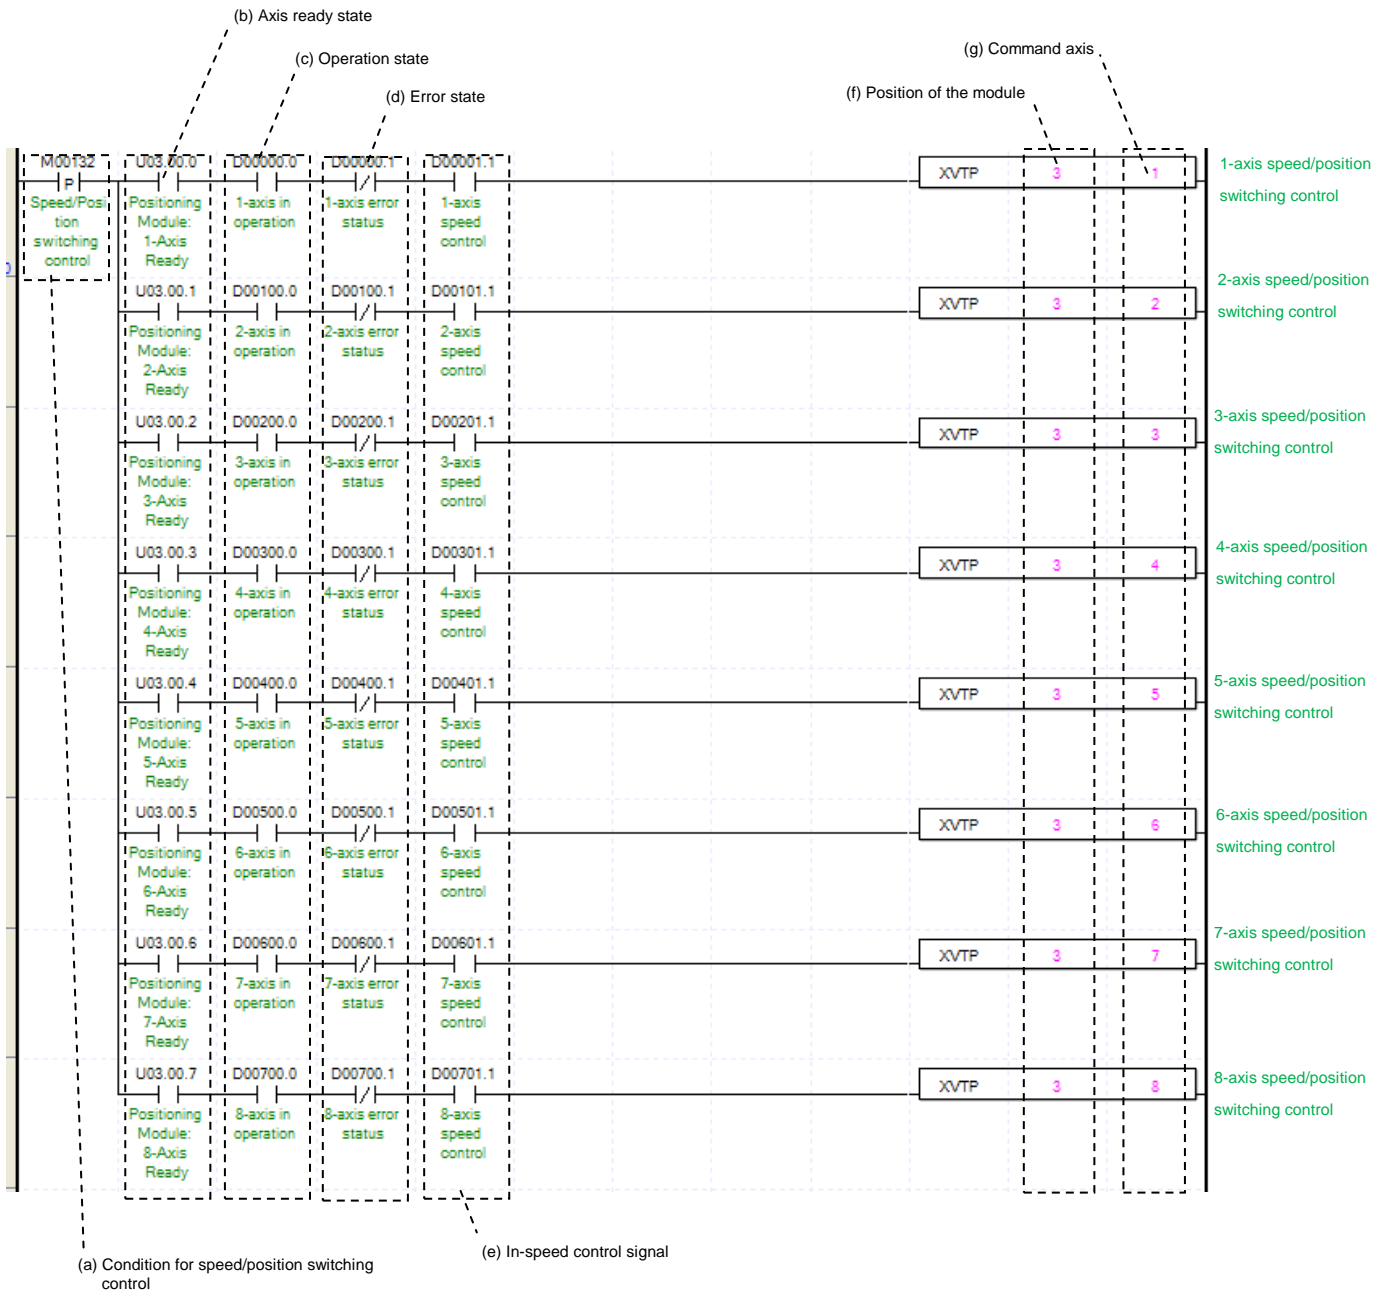 (b) Axis ready state
(c) Operation state
(d) Error state
(g) Command axis
(f) Position of the module
M00132
P
Speed/Posi
tion
switching
control
U03.00.0 D00000.0 D00000.1 D00001.1
XVTP 3 1
Positioning
Module:
1-Axis
Ready
1-axis in
operation
1-axis error
status
1-axis
speed
control
1-axis speed/position
switching control
U03.00.1 D00100.0 D00100.1 D00101.1
XVTP 3 2
Positioning
Module:
2-Axis
Ready
2-axis in
operation
2-axis error
status
2-axis
speed
control
2-axis speed/position
switching control
U03.00.2 D00200.0 D00200.1 D00201.1
XVTP 3 3
Positioning
Module:
3-Axis
Ready
3-axis in
operation
3-axis error
status
3-axis
speed
control
3-axis speed/position
switching control
U03.00.3 D00300.0 D00300.1 D00301.1
XVTP 3 4
Positioning
Module:
4-Axis
Ready
4-axis in
operation
4-axis error
status
4-axis
speed
control
4-axis speed/position
switching control
U03.00.4 D00400.0 D00400.1 D00401.1
XVTP 3 5
Positioning
Module:
5-Axis
Ready
5-axis in
operation
5-axis error
status
5-axis
speed
control
5-axis speed/position
switching control
U03.00.5 D00500.0 D00500.1 D00501.1
XVTP 3 6
Positioning
Module:
6-Axis
Ready
6-axis in
operation
6-axis error
status
6-axis
speed
control
6-axis speed/position
switching control
U03.00.6 D00600.0 D00600.1 D00601.1
XVTP 3 7
Positioning
Module:
7-Axis
Ready
7-axis in
operation
7-axis error
status
7-axis
speed
control
7-axis speed/position
switching control
U03.00.7 D00700.0 D00700.1 D00701.1
XVTP 3 8
Positioning
Module:
8-Axis
Ready
8-axis in
operation
8-axis error
status
8-axis
speed
control
8-axis speed/position
switching control
(e) In-speed control signal
(a) Condition for speed/position switching
control